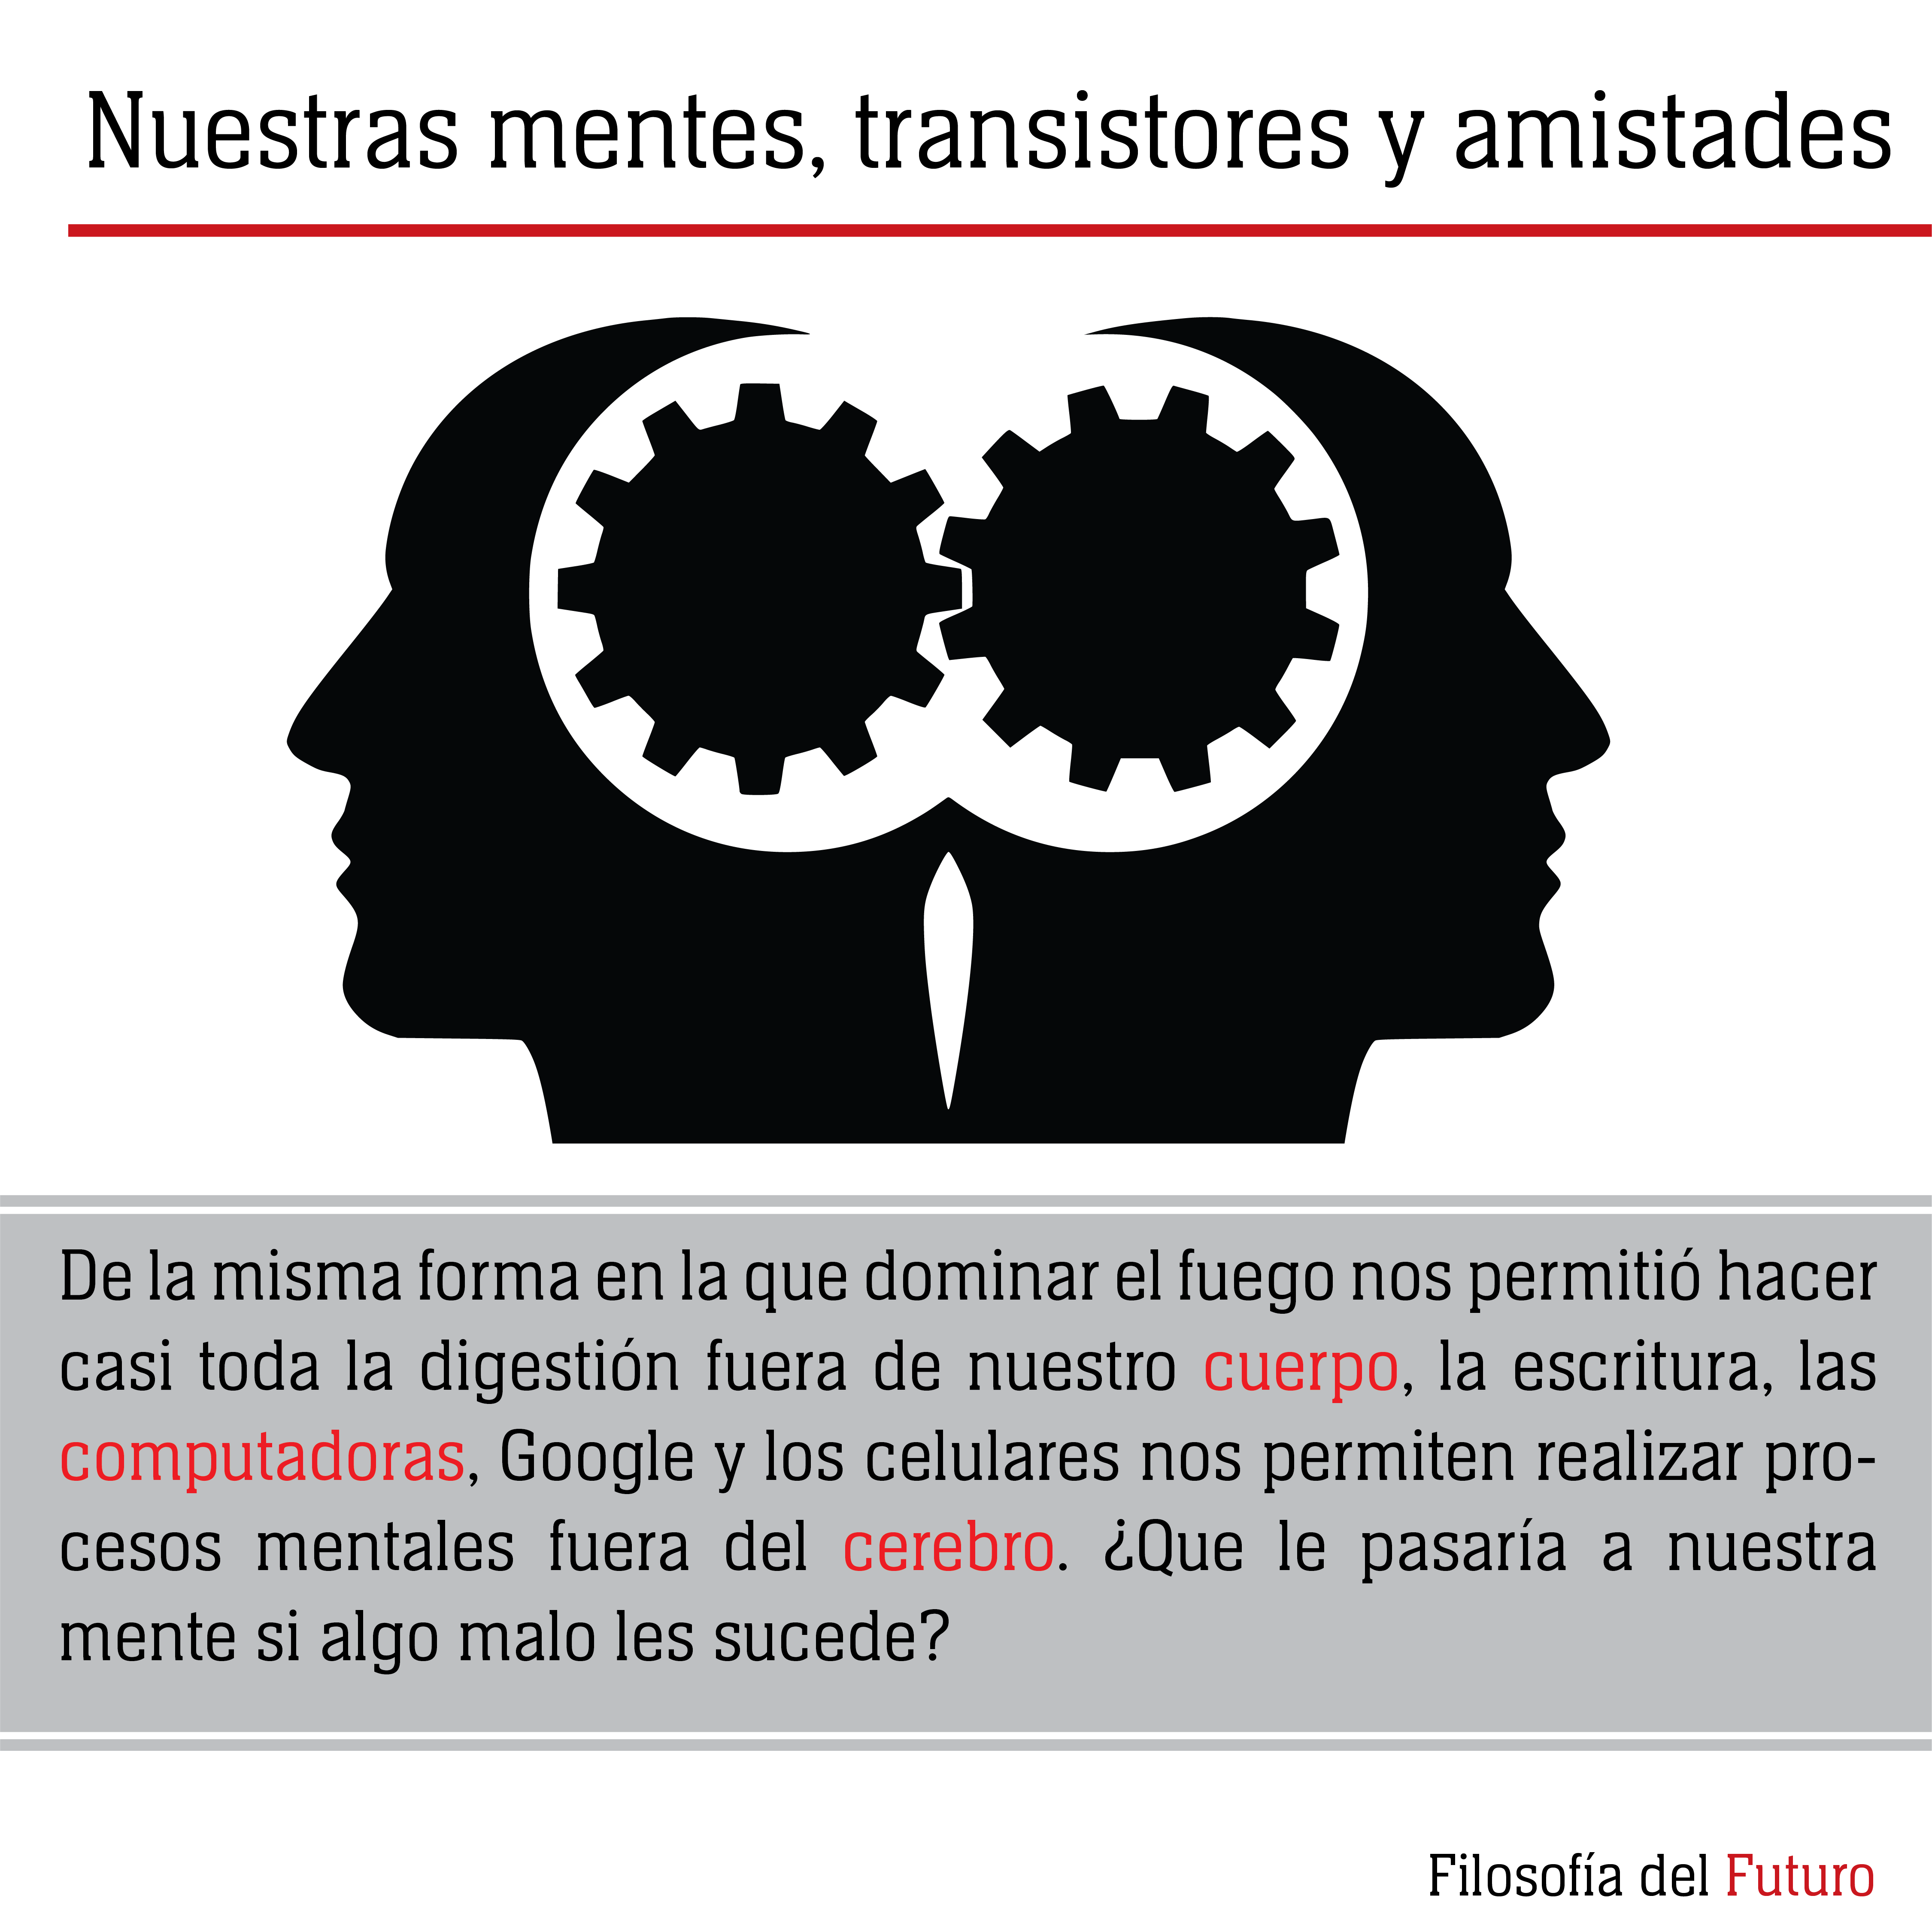 Nuestras mentes, transistores y amistades
De la misma forma en la que dominar el fuego nos permitió hacer
casi toda la digestión fuera de nuestro cuerpo, la escritura, las
computadoras, Google y los celulares nos permiten realizar pro-
cesos mentales fuera del cerebro. ¿Que le pasaría a nuestra
mente si algo malo les sucede?
Filosofía del Futuro